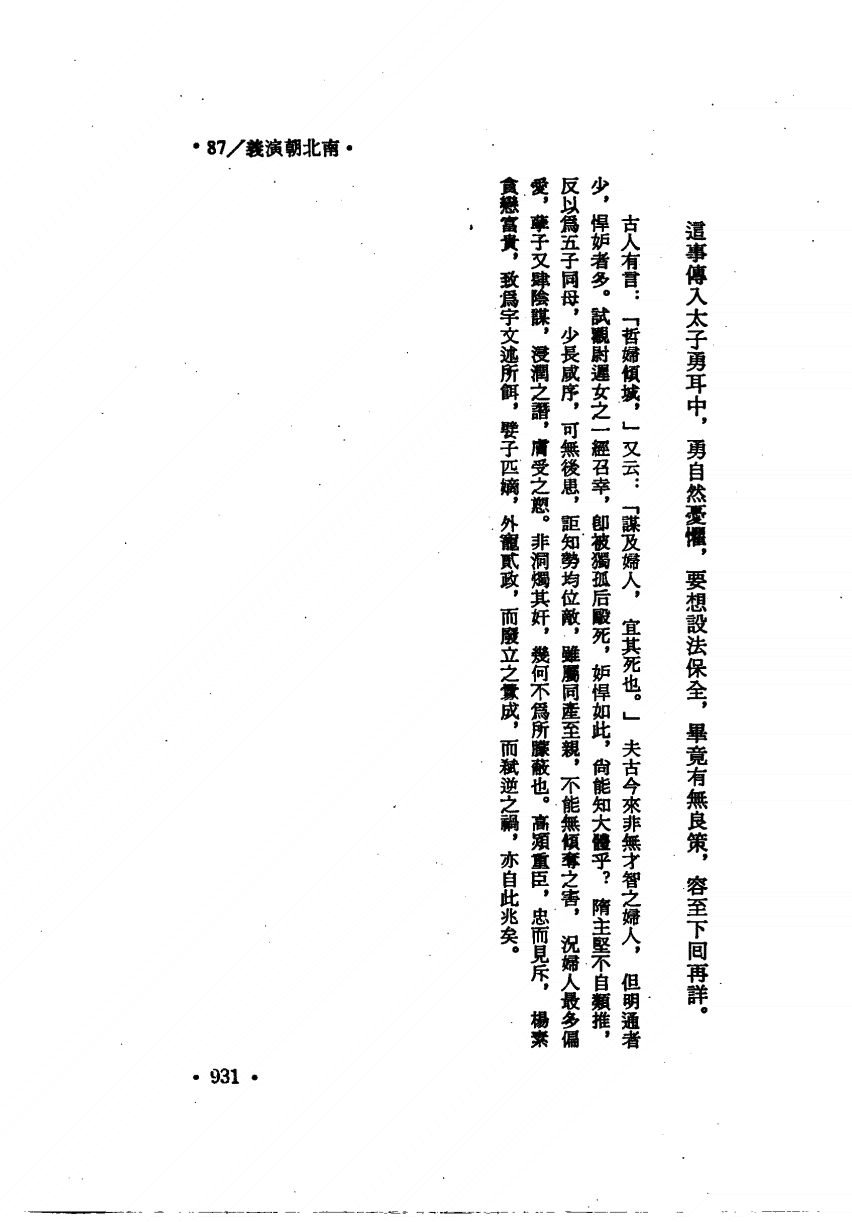 •87／義演朝北南•
這事傳入太子勇耳中，勇自然憂懼，要想設法保全，畢竟有無良策，容至下回再詳。
古人有言：「哲婦傾城，」又云：「謀及婦人，宜其死也。」夫古今來非無才智之婦人，但明通者
少，悍妒者多。試觀尉遲女之一經召幸，卽被獨孤后毆死，妒悍如此，尙能知大體乎？隋主堅不自類推，
反以爲五子同母，少長咸序，可無後患，詎知勢均位敵，雖屬同產至親，不能無傾奪之害，況婦人最多偏
愛，孽子又肆陰謀，浸潤之譖，膚受之愬。非洞燭其奸，幾何不爲所朦蔽也。高熲重臣，忠而見斥，楊素
貪戀富貴，致爲宇文述所餌，嬖子匹嫡，外寵貳政，而廢立之釁成，而弒逆之禍，亦自此兆矣。
•931•